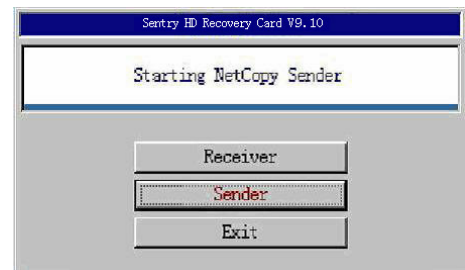 Sentry HD Recovery Card V9.10
Starting NetCopy Sender
Receiver
Sender
Exit